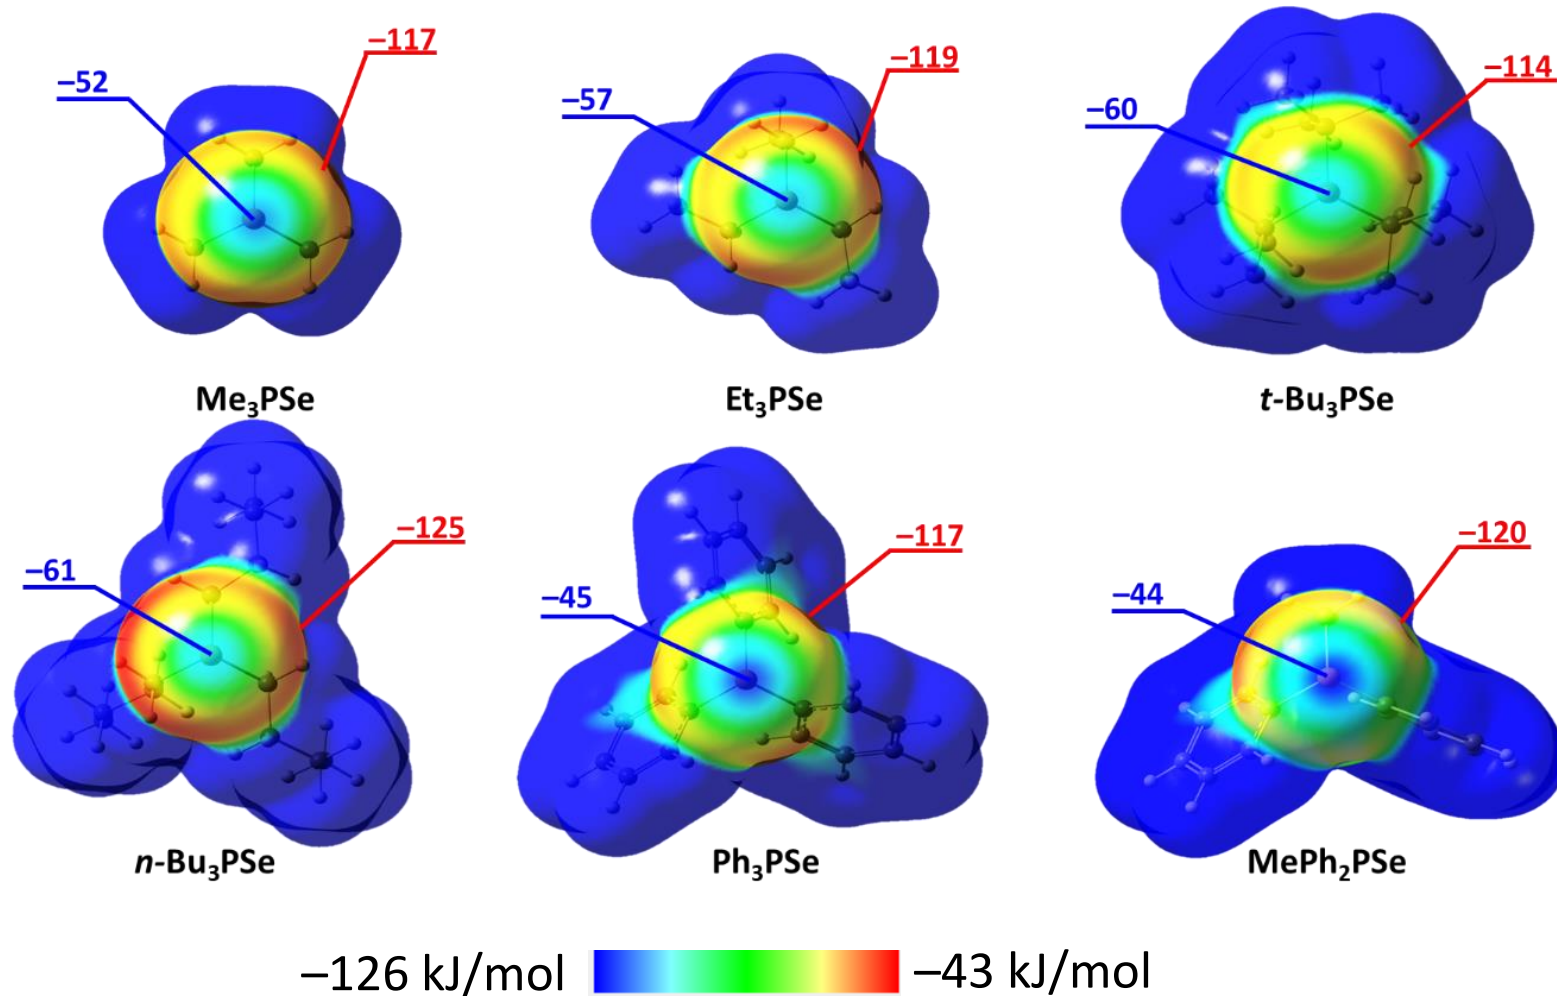 –117
–52
–119
–57
–114
–60
Me₃PSe
Et₃PSe
t-Bu₃PSe
–125
–61
–117
–45
–120
–44
n-Bu₃PSe
Ph₃PSe
MePh₂PSe
–126 kJ/mol
–43 kJ/mol